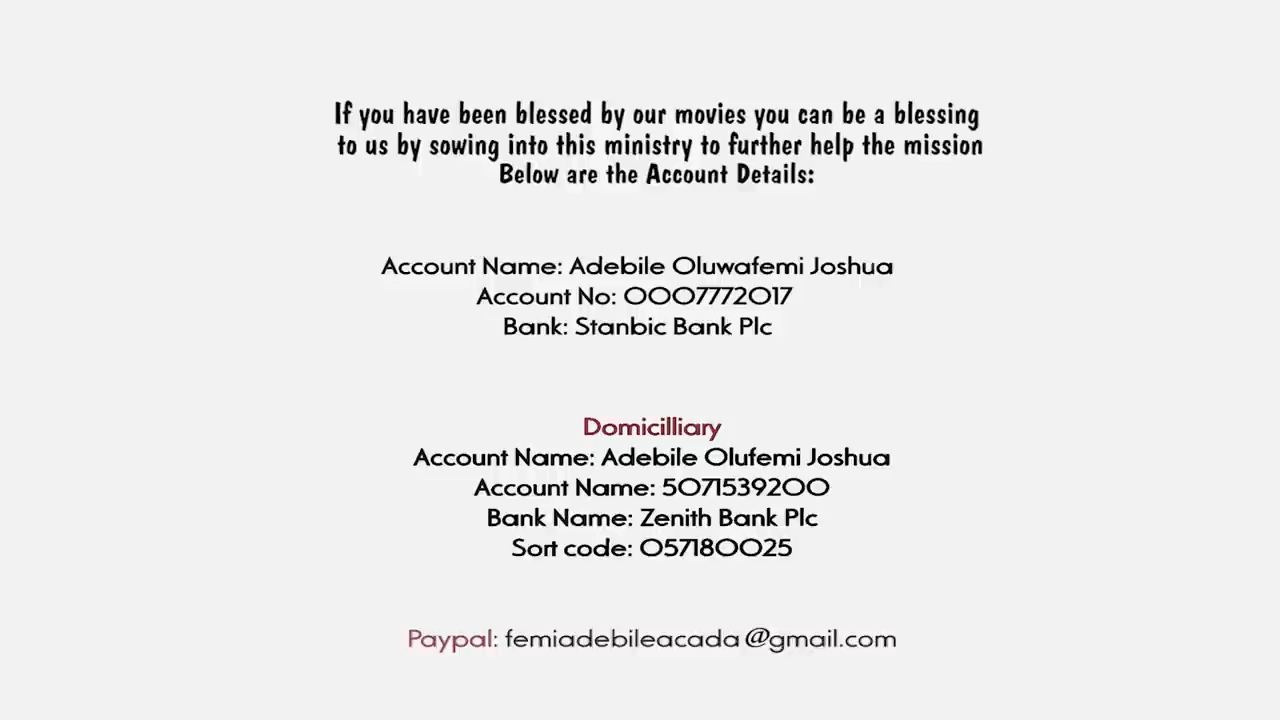 If you have been blessed by our movies you can be a blessing
to us by sowing into this ministry to further help the mission
Below are the Account Details:
Account Name: Adebile Oluwafemi Joshua
Account No: 0007772017
Bank: Stanbic Bank Plc
Domicilliary
Account Name: Adebile Olufemi Joshua
Account Name: 5071539200
Bank Name: Zenith Bank Plc
Sort code: 057180025
Paypal: femiadebileacada@gmail.com